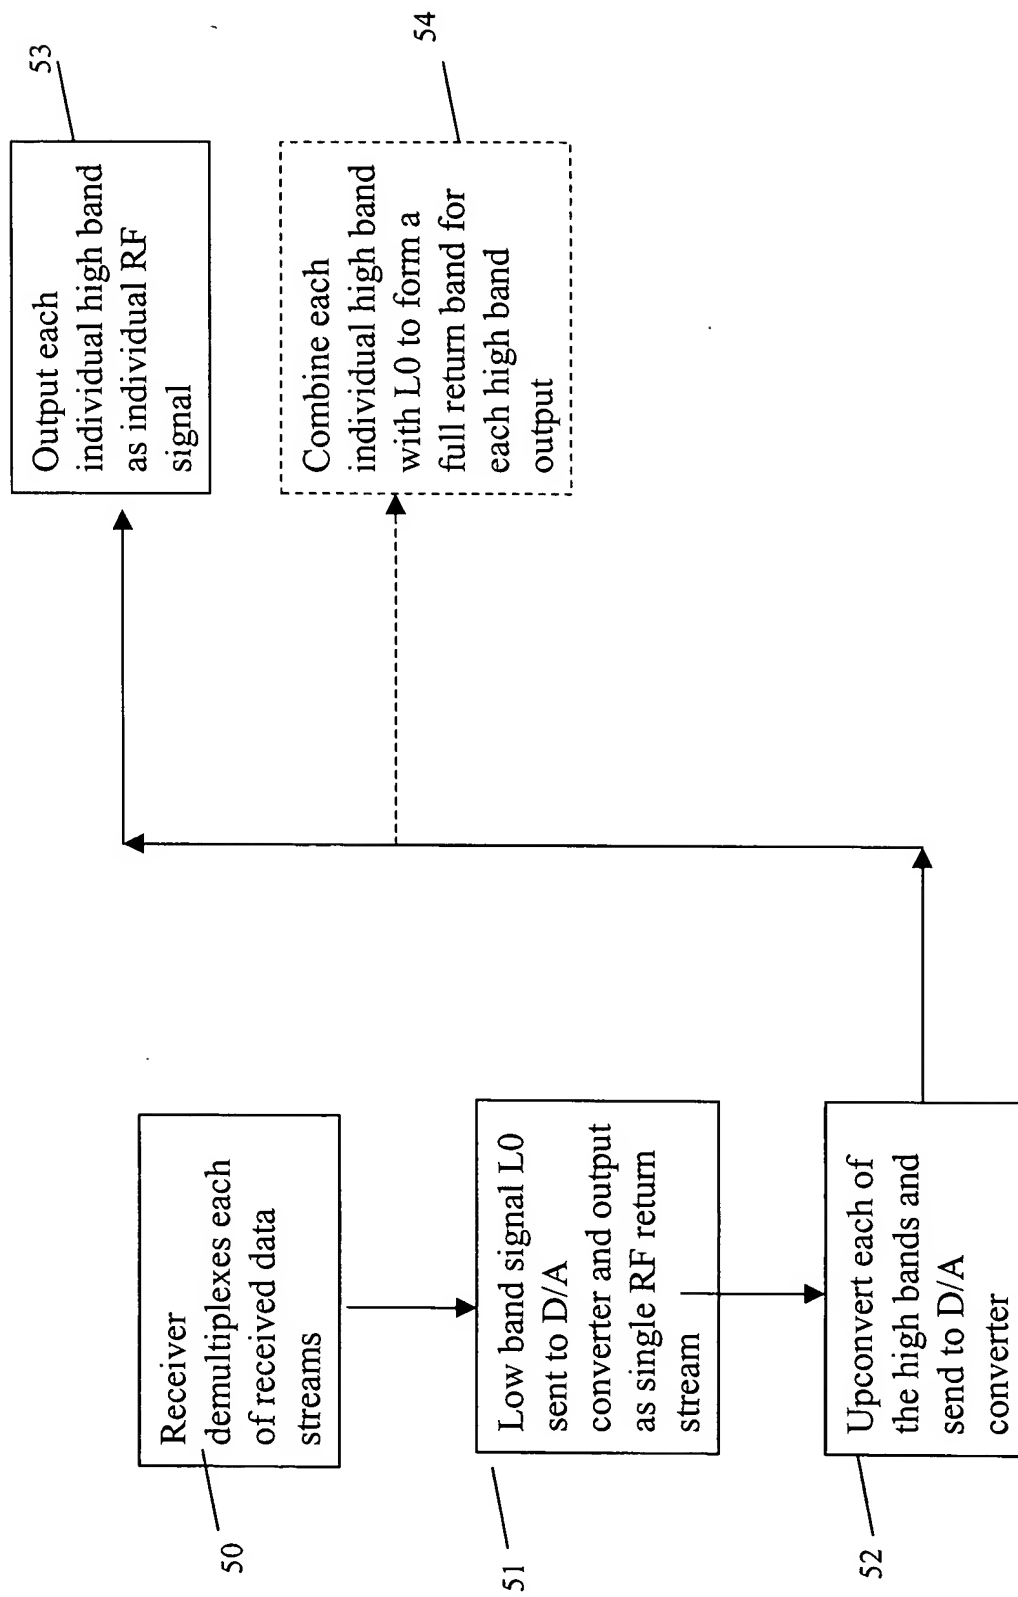 Receiver
demultiplexes each
of received data
streams
50
Low band signal L0
sent to D/A
converter and output
as single RF return
stream
51
Upconvert each of
the high bands and
send to D/A
converter
52
Output each
individual high band
as individual RF
signal
53
Combine each
individual high band
with L0 to form a
full return band for
each high band
output
54